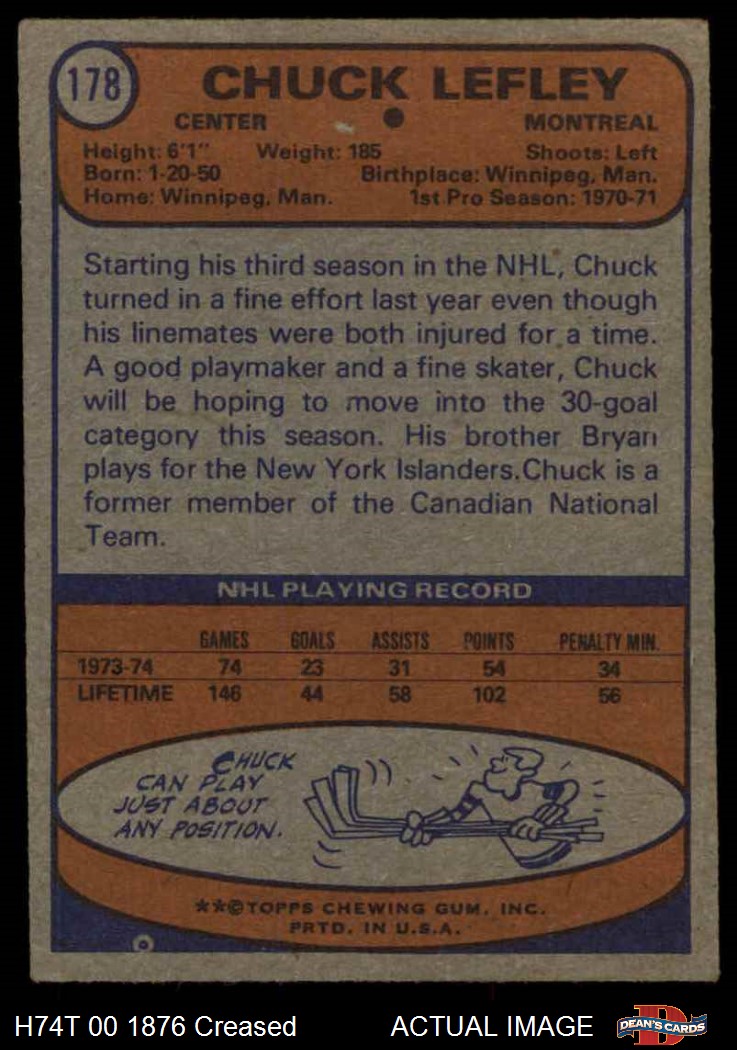 178
CHUCK LEFLEY
CENTER MONTREAL
Height: 6'1" Weight: 185 Shoots: Left
Born: 1-20-50 Birthplace: Winnipeg, Man.
Home: Winnipeg, Man. 1st Pro Season: 1970-71
Starting his third season in the NHL, Chuck
turned in a fine effort last year even though
his linemates were both injured for a time.
A good playmaker and a fine skater, Chuck
will be hoping to move into the 30-goal
category this season. His brother Bryan
plays for the New York Islanders.Chuck is a
former member of the Canadian National
Team.
NHL PLAYING RECORD
GAMES GOALS ASSISTS POINTS PENALTY MIN.
1973-74 74 23 31 54 34
LIFETIME 146 44 58 102 56
CHUCK
CAN PLAY
JUST ABOUT
ANY POSITION.
**©TOPPS CHEWING GUM, INC.
PRTD. IN U.S.A.
H74T 00 1876 Creased ACTUAL IMAGE
D
DEAN'S CARDS